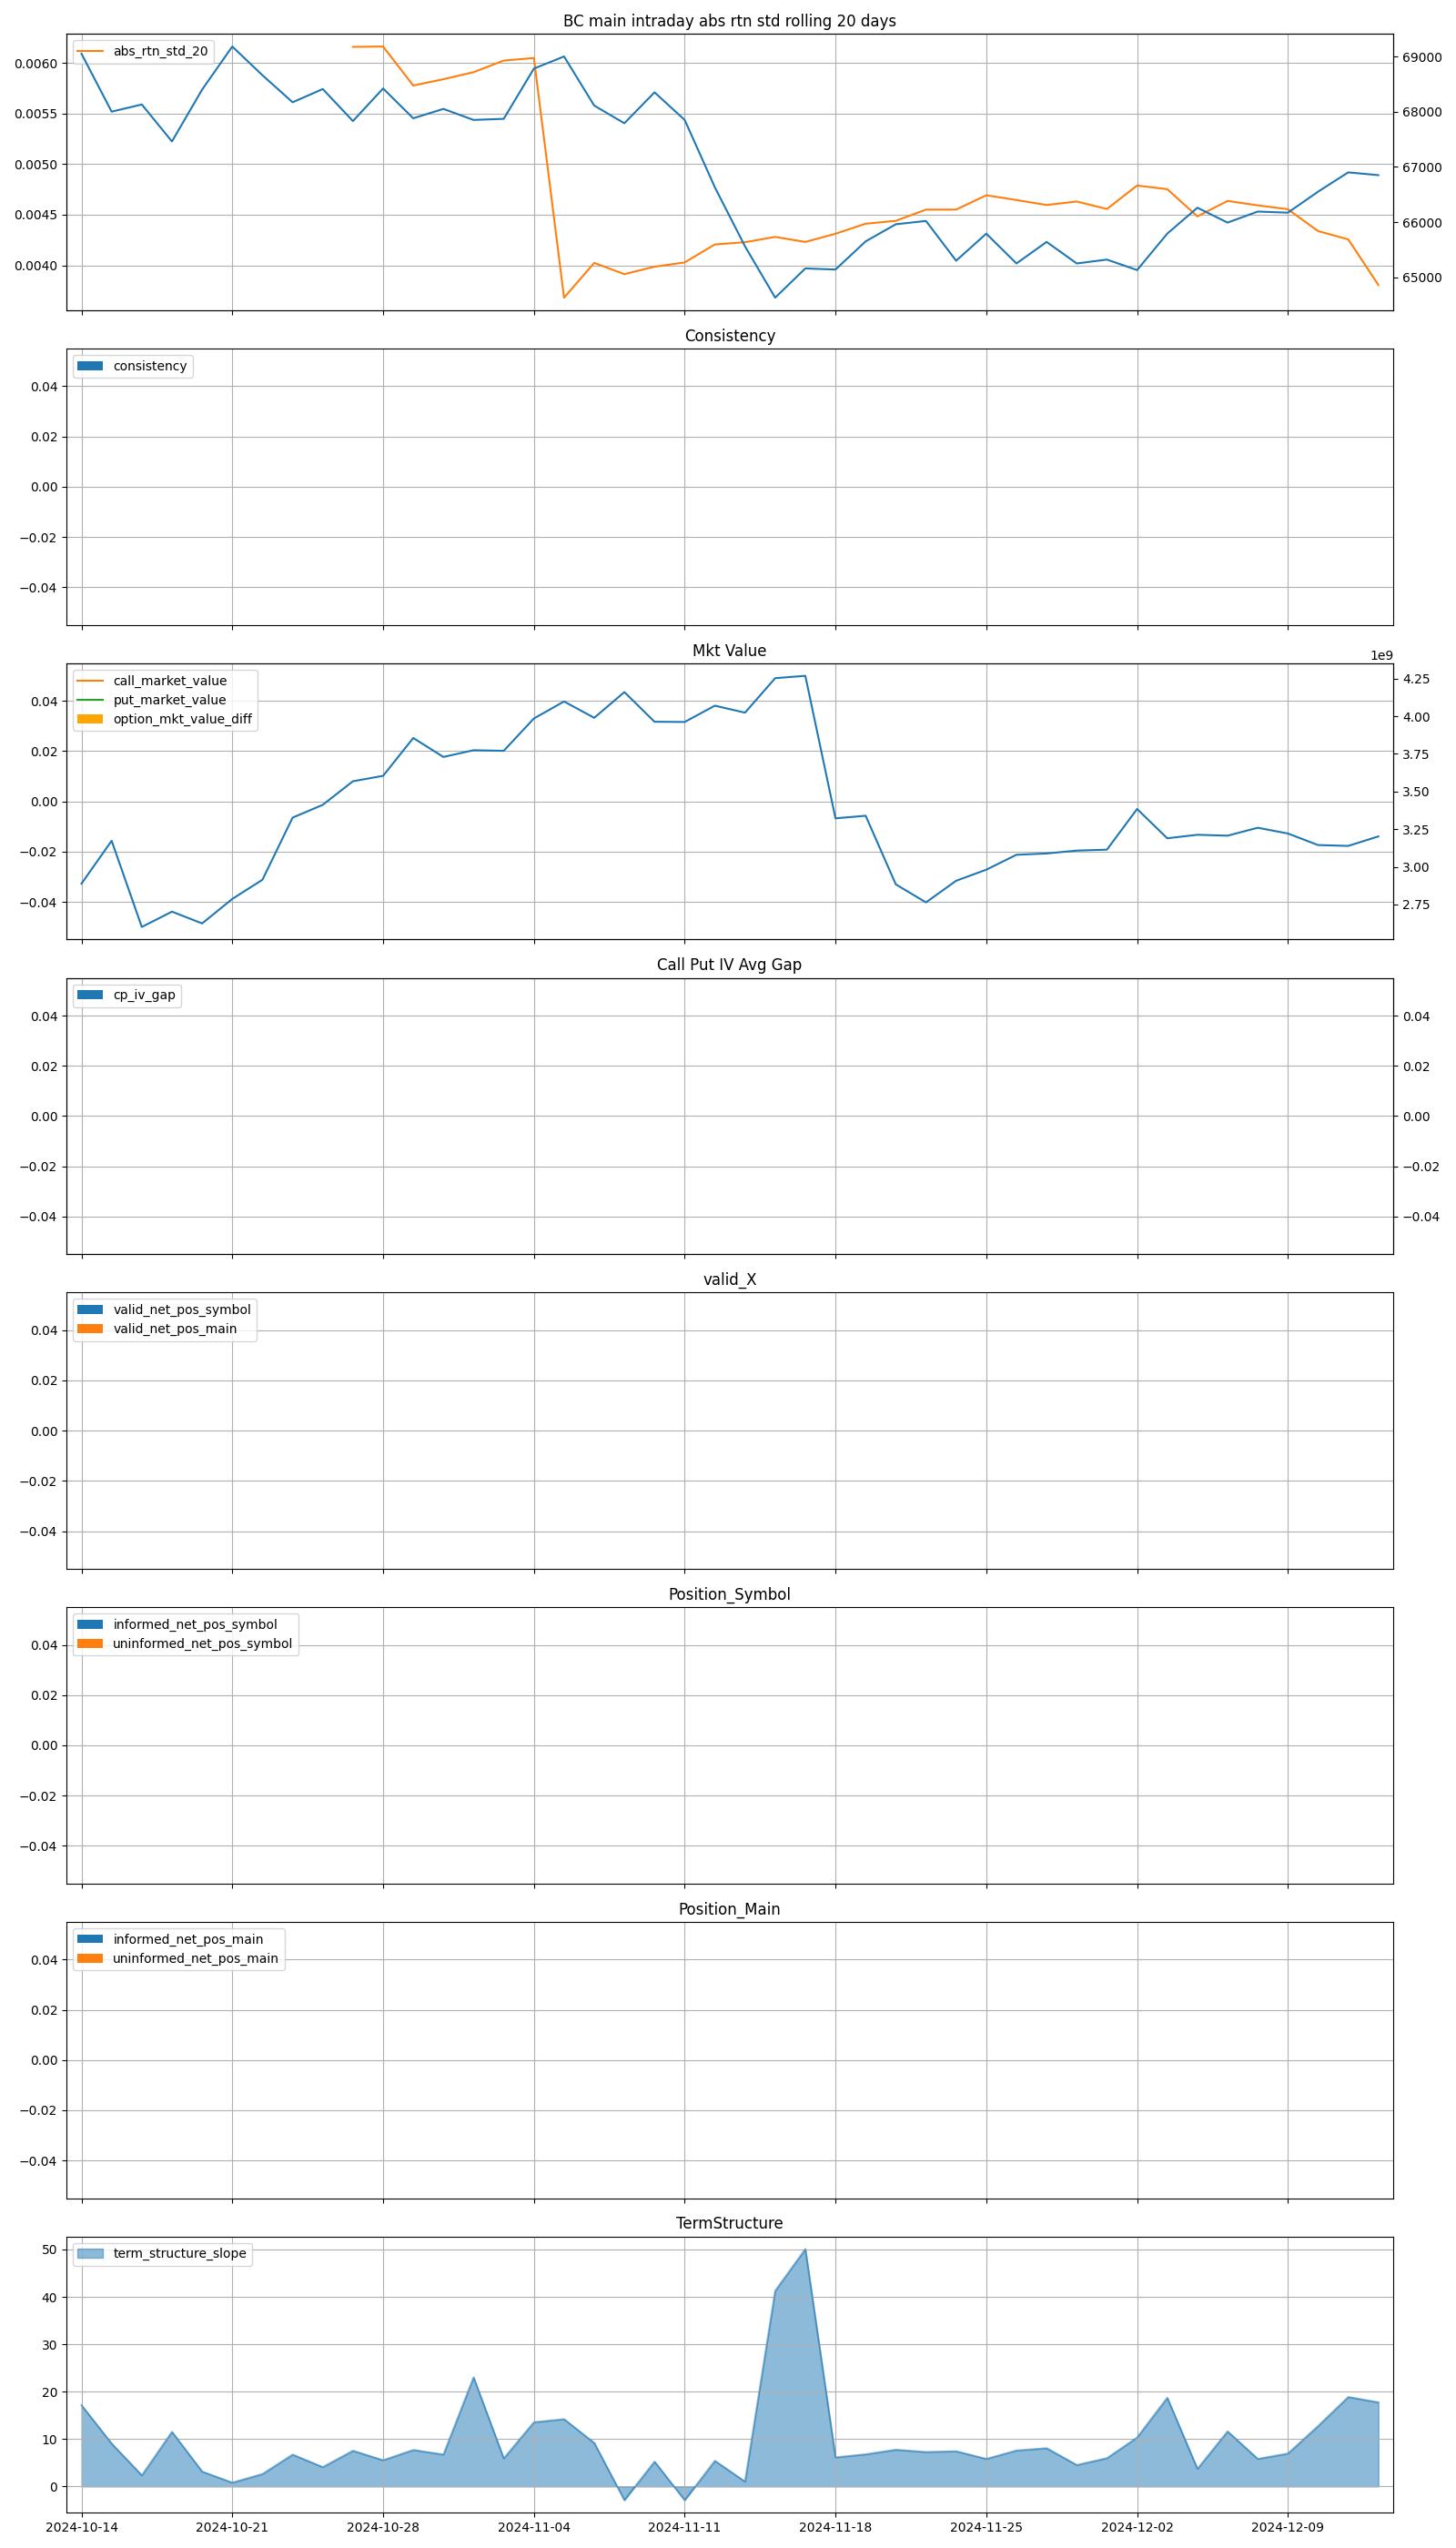 BC main intraday abs rtn std rolling 20 days
abs_rtn_std_20
0.0060
0.0055
0.0050
0.0045
0.0040
69000
68000
67000
66000
65000
Consistency
consistency
0.04
0.02
0.00
−0.02
−0.04
Mkt Value
1e9
call_market_value
put_market_value
option_mkt_value_diff
0.04
0.02
0.00
−0.02
−0.04
4.25
4.00
3.75
3.50
3.25
3.00
2.75
Call Put IV Avg Gap
cp_iv_gap
0.04
0.02
0.00
−0.02
−0.04
0.04
0.02
0.00
−0.02
−0.04
valid_X
valid_net_pos_symbol
valid_net_pos_main
0.04
0.02
0.00
−0.02
−0.04
Position_Symbol
informed_net_pos_symbol
uninformed_net_pos_symbol
0.04
0.02
0.00
−0.02
−0.04
Position_Main
informed_net_pos_main
uninformed_net_pos_main
0.04
0.02
0.00
−0.02
−0.04
TermStructure
term_structure_slope
50
40
30
20
10
0
2024-10-14 2024-10-21 2024-10-28 2024-11-04 2024-11-11 2024-11-18 2024-11-25 2024-12-02 2024-12-09